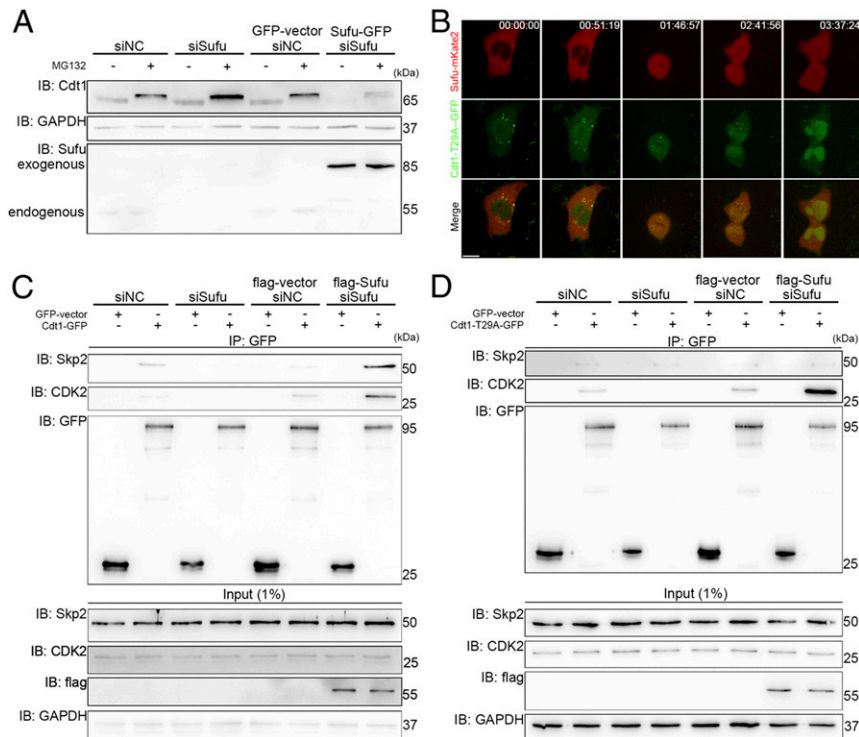 A
GFP-vector Sufu-GFP
siNC siSufu siNC siSufu
MG132 - + - + - + - + (kDa)
IB: Cdt1
65
IB: GAPDH
37
IB: Sufu
exogenous
85
endogenous
55
B
00:00:00 00:51:19 01:46:57 02:41:56 03:37:24
Sufu-mKate2
Cdt1-T29A-GFP
Merge
C
flag-vector flag-Sufu
siNC siSufu siNC siSufu
GFP-vector + - + - + - + -
Cdt1-GFP - + - + - + - + (kDa)
IP: GFP
IB: Skp2
50
IB: CDK2
25
IB: GFP
95
25
Input (1%)
IB: Skp2
50
IB: CDK2
25
IB: flag
55
IB: GAPDH
37
D
flag-vector flag-Sufu
siNC siSufu siNC siSufu
GFP-vector + - + - + - + -
Cdt1-T29A-GFP - + - + - + - + (kDa)
IP: GFP
IB: Skp2
50
IB: CDK2
25
IB: GFP
95
25
Input (1%)
IB: Skp2
50
IB: CDK2
25
IB: flag
55
IB: GAPDH
37